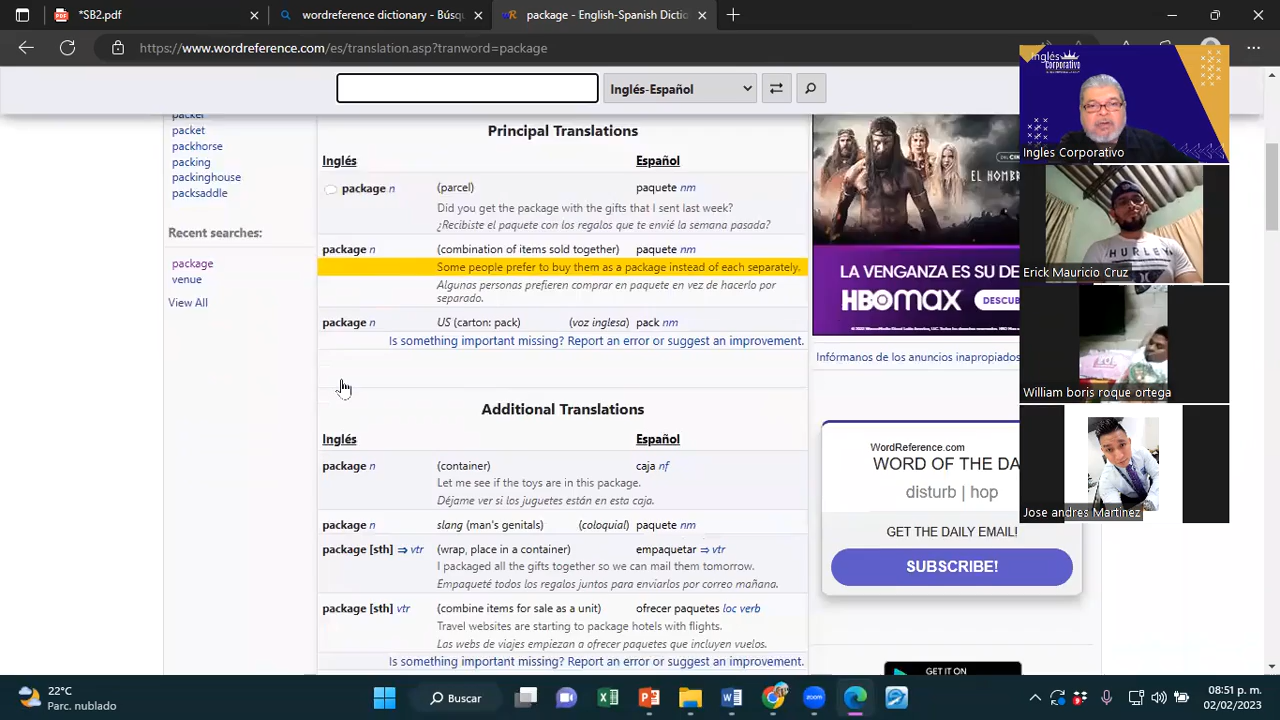 *SB2.pdf
wordreference dictionary - Búsqu
package - English-Spanish Dictio
https://www.wordreference.com/es/translation.asp?tranword=package
Inglés-Español
packer
packet
packhorse
packing
packinghouse
packsaddle
Recent searches:
package
venue
View All
Principal Translations
Inglés Español
package n (parcel) paquete nm
Did you get the package with the gifts that I sent last week?
¿Recibiste el paquete con los regalos que te envié la semana pasada?
package n (combination of items sold together) paquete nm
Some people prefer to buy them as a package instead of each separately.
Algunas personas prefieren comprar en paquete en vez de hacerlo por
separado.
package n US (carton: pack) (voz inglesa) pack nm
Is something important missing? Report an error or suggest an improvement.
Additional Translations
Inglés Español
package n (container) caja nf
Let me see if the toys are in this package.
Déjame ver si los juguetes están en esta caja.
package n slang (man's genitals) (coloquial) paquete nm
package [sth] ⇒ vtr (wrap, place in a container) empaquetar ⇒ vtr
I packaged all the gifts together so we can mail them tomorrow.
Empaqueté todos los regalos juntos para enviarlos por correo mañana.
package [sth] vtr (combine items for sale as a unit) ofrecer paquetes loc verb
Travel websites are starting to package hotels with flights.
Las webs de viajes empiezan a ofrecer paquetes que incluyen vuelos.
Is something important missing? Report an error or suggest an improvement.
EL HOMBR
LA VENGANZA ES SU DE
HBOmax DESCUB
Infórmanos de los anuncios inapropiados
WordReference.com
WORD OF THE DA
disturb | hop
GET THE DAILY EMAIL!
SUBSCRIBE!
GET IT ON
Inglés
Corporativo
Ingles Corporativo
HURLEY
Erick Mauricio Cruz
William boris roque ortega
Jose andres Martinez
22°C
Parc. nublado
Buscar
zoom
08:51 p. m.
02/02/2023